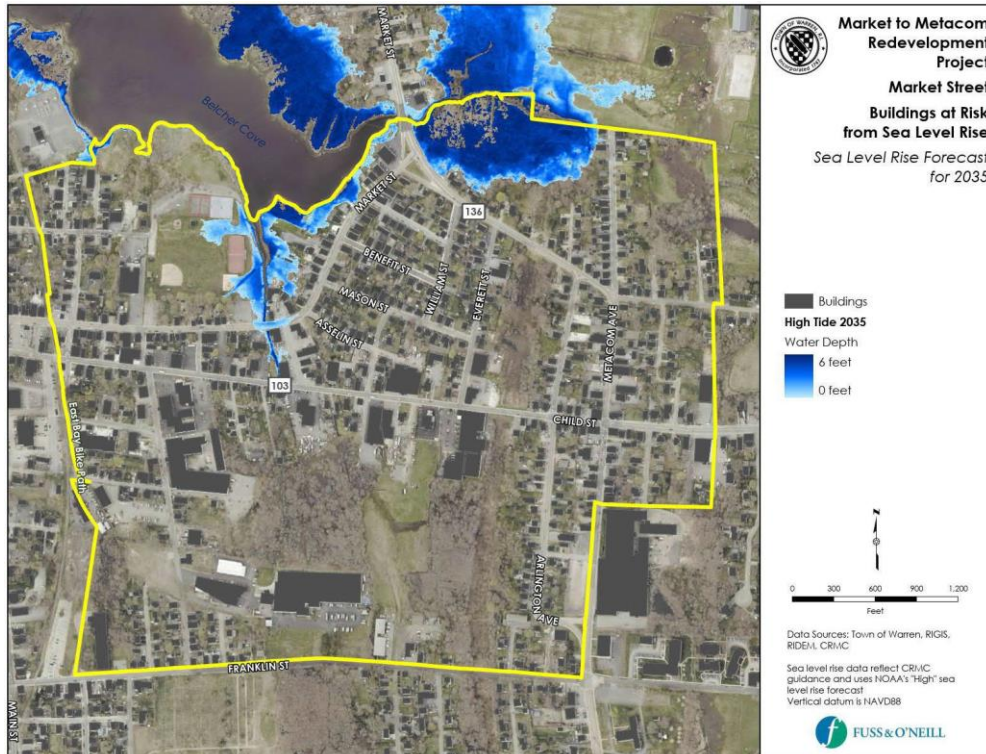 Market to Metacom
Redevelopment
Project
Market Street
Buildings at Risk
from Sea Level Rise
Sea Level Rise Forecast
for 2035
Buildings
High Tide 2035
Water Depth
6 feet
0 feet
N
0 300 600 900 1,200
Feet
Data Sources: Town of Warren, RIGIS,
RIDEM, CRMC
Sea level rise data reflect CRMC
guidance and uses NOAA's "High" sea
level rise forecast
Vertical datum is NAVD88
FUSS & O'NEILL
TOWN OF WARREN, R.I.
Incorporated 1747
MARKET ST
Belcher Cove
MARKET ST
136
BENEFIT ST
WILLIAM ST
EVERETT ST
MASON ST
ASSELIN ST
METACOM AVE
103
CHILD ST
East Bay Bike Path
ARLINGTON AVE
FRANKLIN ST
MAIN ST